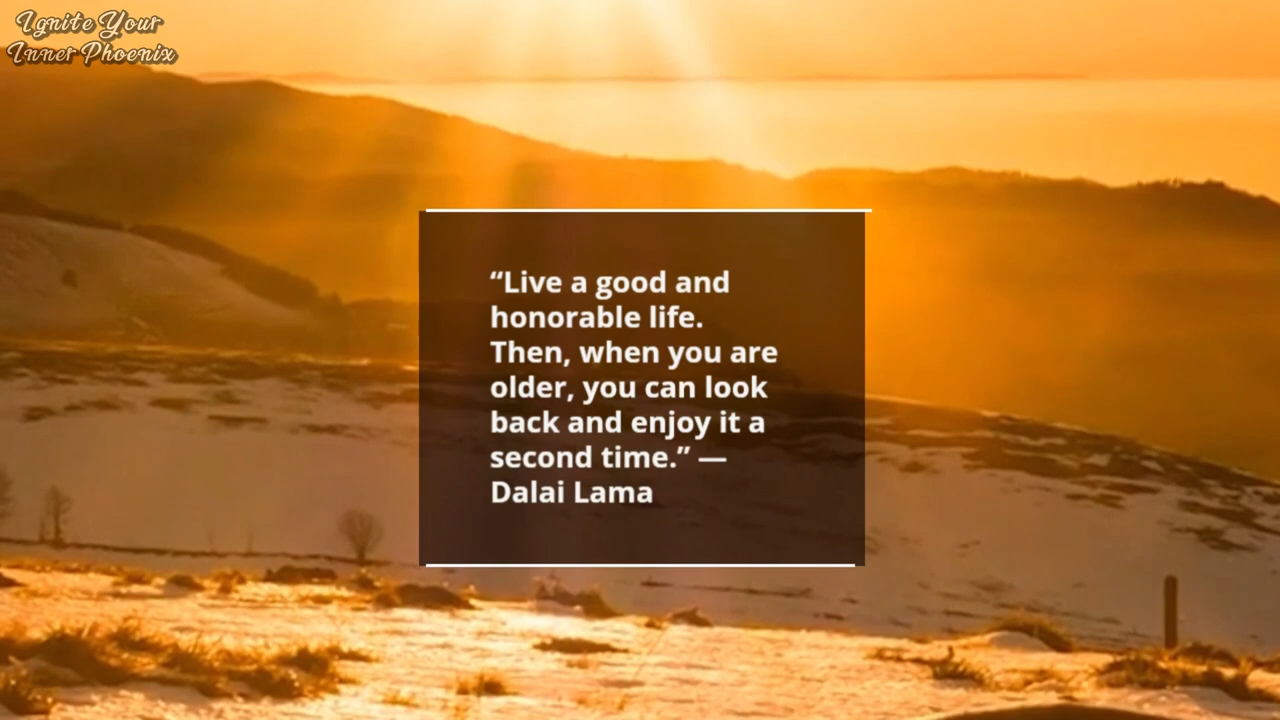 Ignite Your
Inner Phoenix
“Live a good and
honorable life.
Then, when you are
older, you can look
back and enjoy it a
second time.” —
Dalai Lama